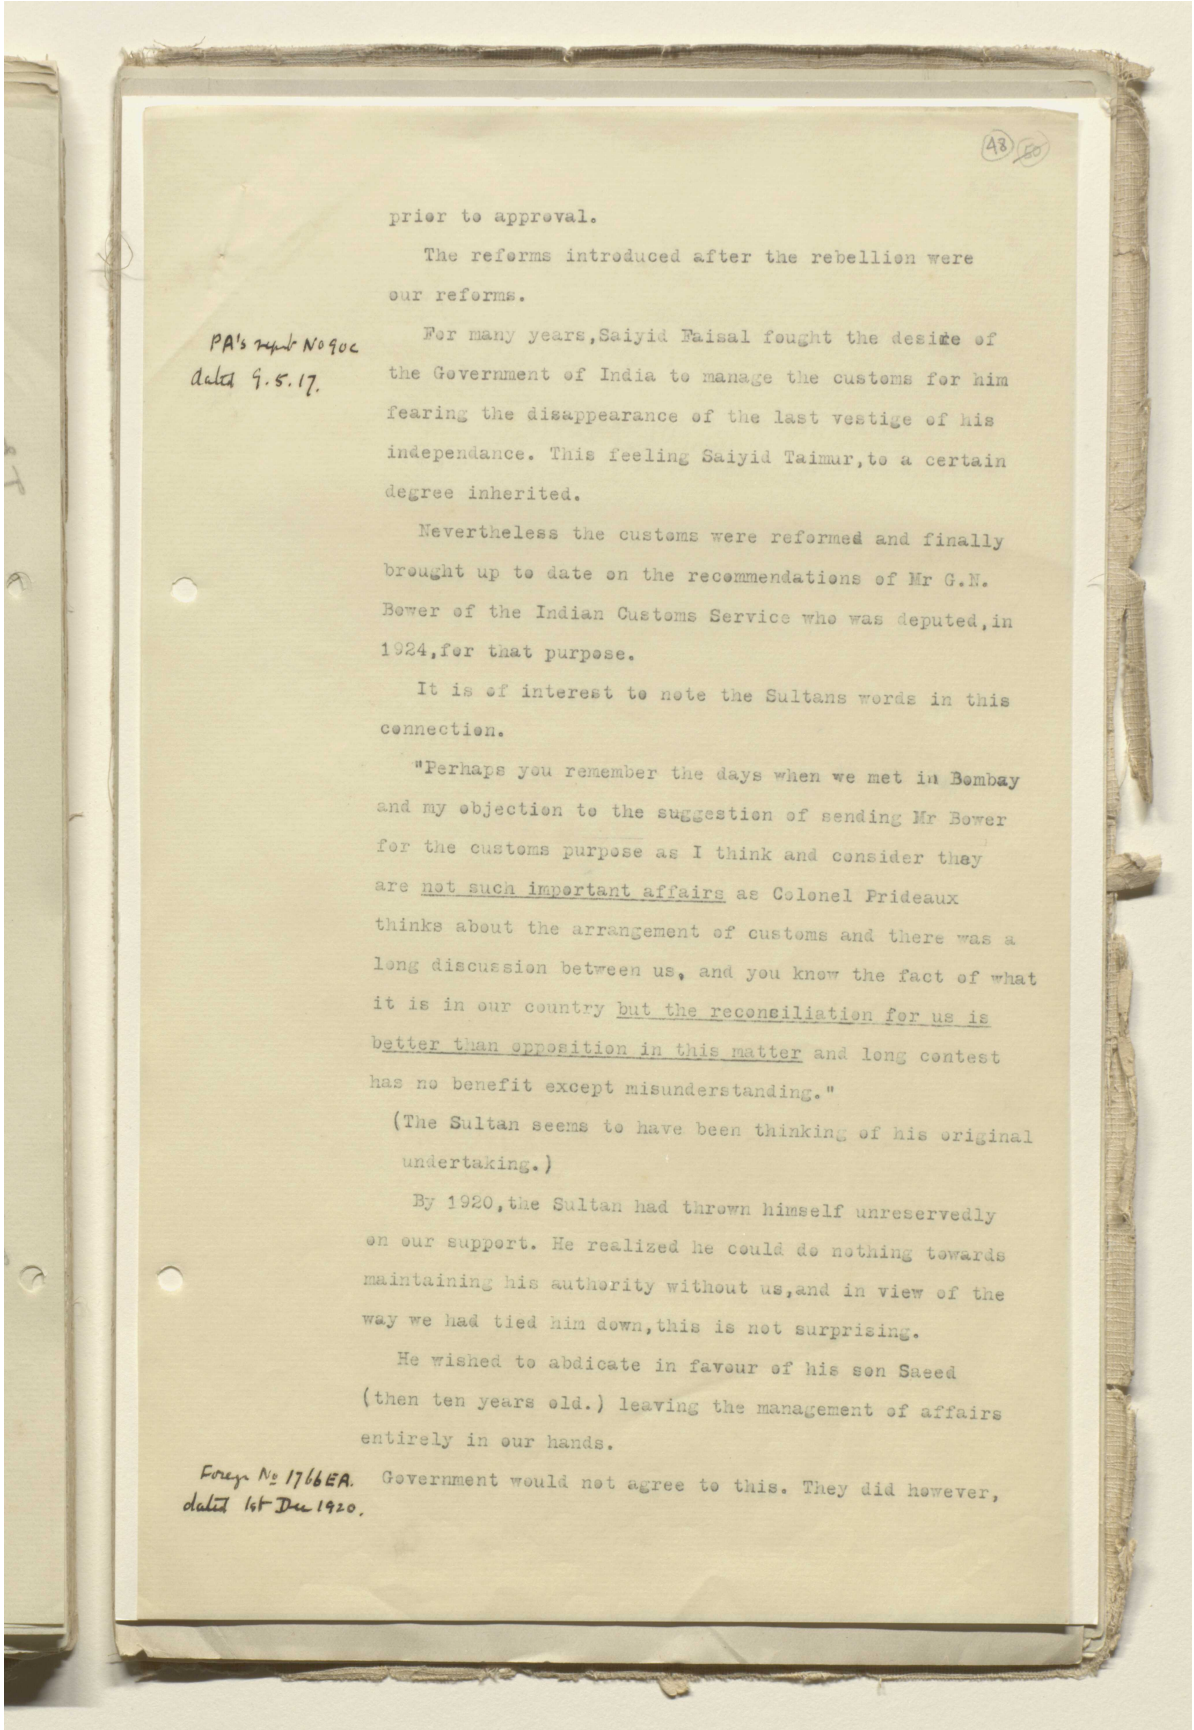 48 50
prior to approval.
The reforms introduced after the rebellion were
our reforms.
PA's report No 90C
dated 9.5.17.
For many years,Saiyid Faisal fought the desire of
the Government of India to manage the customs for him
fearing the disappearance of the last vestige of his
independance. This feeling Saiyid Taimur,to a certain
degree inherited.
Nevertheless the customs were reformed and finally
brought up to date on the recommendations of Mr G.N.
Bower of the Indian Customs Service who was deputed,in
1924,for that purpose.
It is of interest to note the Sultans words in this
connection.
"Perhaps you remember the days when we met in Bombay
and my objection to the suggestion of sending Mr Bower
for the customs purpose as I think and consider they
are not such important affairs as Colonel Prideaux
thinks about the arrangement of customs and there was a
long discussion between us, and you know the fact of what
it is in our country but the reconsiliation for us is
better than opposition in this matter and long contest
has no benefit except misunderstanding."
(The Sultan seems to have been thinking of his original
undertaking.)
By 1920,the Sultan had thrown himself unreservedly
on our support. He realized he could do nothing towards
maintaining his authority without us,and in view of the
way we had tied him down,this is not surprising.
He wished to abdicate in favour of his son Saeed
(then ten years old.) leaving the management of affairs
entirely in our hands.
Foreign No 1766EA.
dated 1st Dec 1920.
Government would not agree to this. They did however,